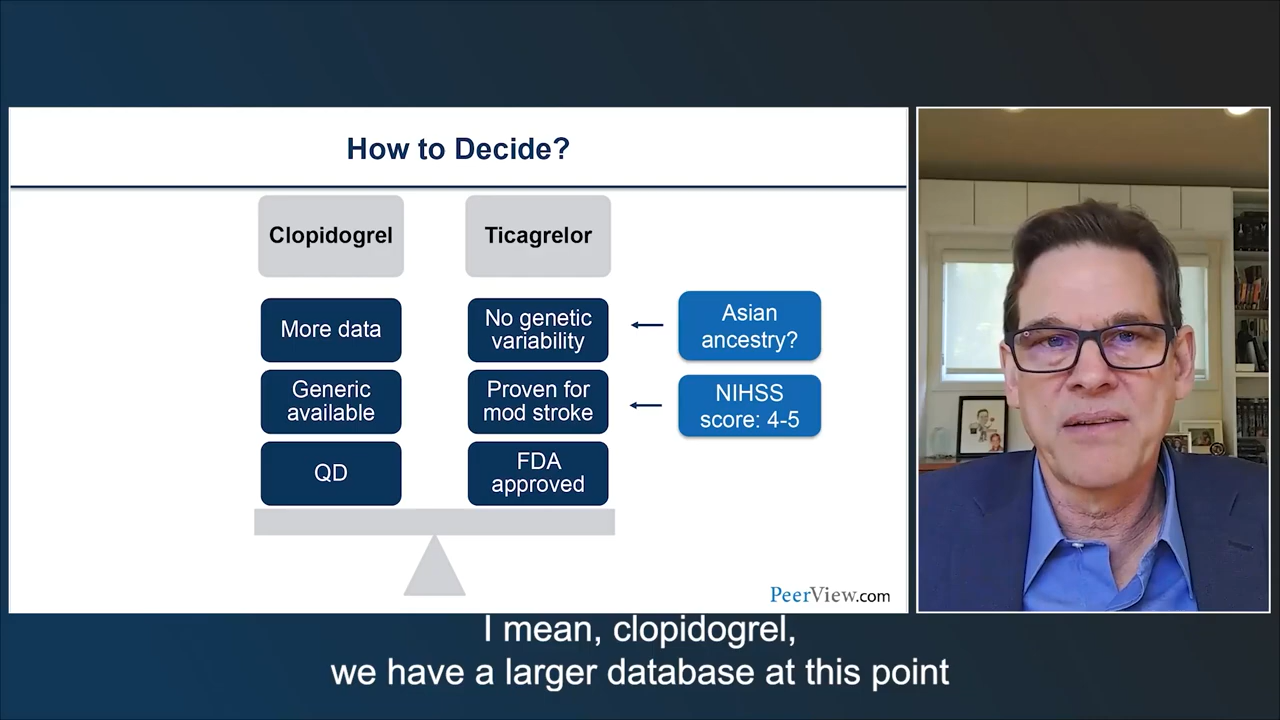 How to Decide?
Clopidogrel
Ticagrelor
More data
No genetic
variability
Asian
ancestry?
Generic
available
Proven for
mod stroke
NIHSS
score: 4-5
QD
FDA
approved
PeerView.com
I mean, clopidogrel,
we have a larger database at this point